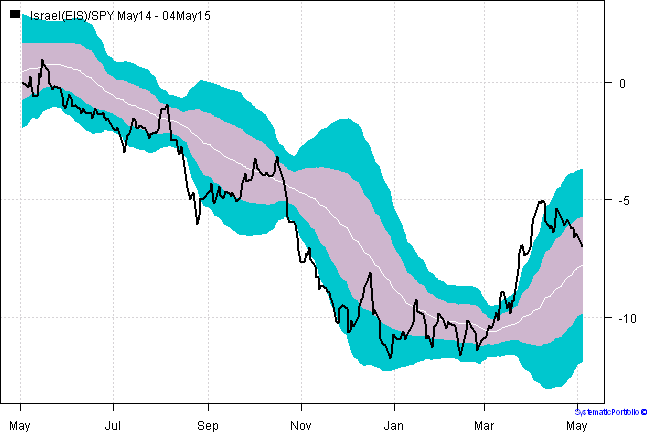 Israel(EIS)/SPY May14 - 04May15
0
-5
-10
SystematicPortfolio ©
May Jul Sep Nov Jan Mar May